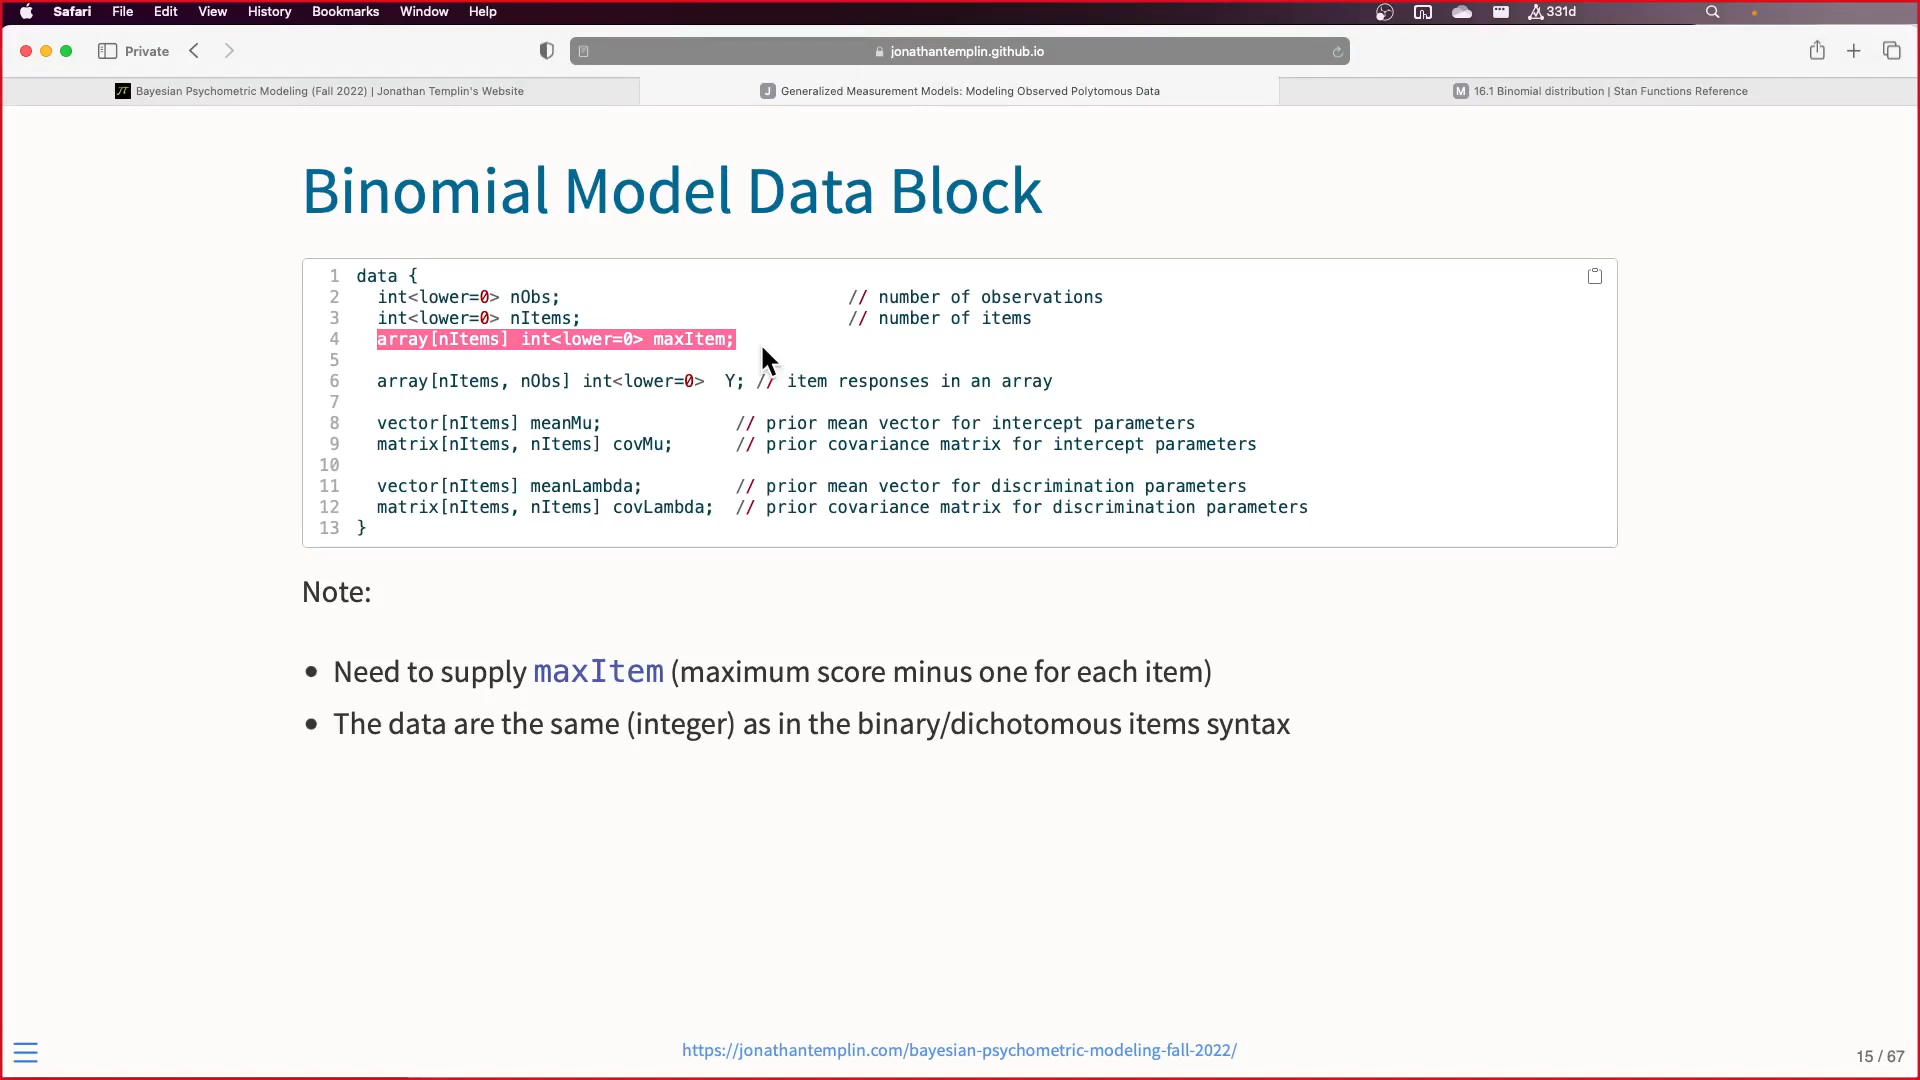 Safari File Edit View History Bookmarks Window Help 331d
Private jonathantemplin.github.io
Bayesian Psychometric Modeling (Fall 2022) | Jonathan Templin's Website J Generalized Measurement Models: Modeling Observed Polytomous Data M 16.1 Binomial distribution | Stan Functions Reference
Binomial Model Data Block
1 data {
2 int<lower=0> nObs; // number of observations
3 int<lower=0> nItems; // number of items
4 array[nItems] int<lower=0> maxItem;
5
6 array[nItems, nObs] int<lower=0> Y; // item responses in an array
7
8 vector[nItems] meanMu; // prior mean vector for intercept parameters
9 matrix[nItems, nItems] covMu; // prior covariance matrix for intercept parameters
10
11 vector[nItems] meanLambda; // prior mean vector for discrimination parameters
12 matrix[nItems, nItems] covLambda; // prior covariance matrix for discrimination parameters
13 }
Note:
• Need to supply maxItem (maximum score minus one for each item)
• The data are the same (integer) as in the binary/dichotomous items syntax
https://jonathantemplin.com/bayesian-psychometric-modeling-fall-2022/
15 / 67